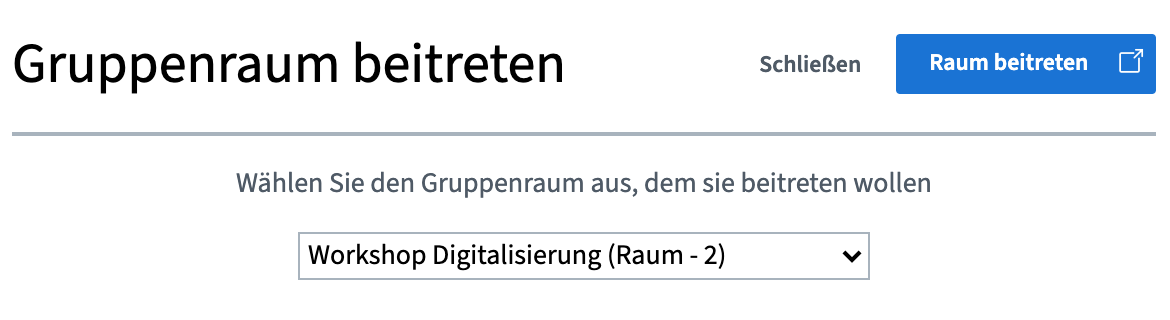 Gruppenraum beitreten
Schließen
Raum beitreten
Wählen Sie den Gruppenraum aus, dem sie beitreten wollen
Workshop Digitalisierung (Raum - 2)